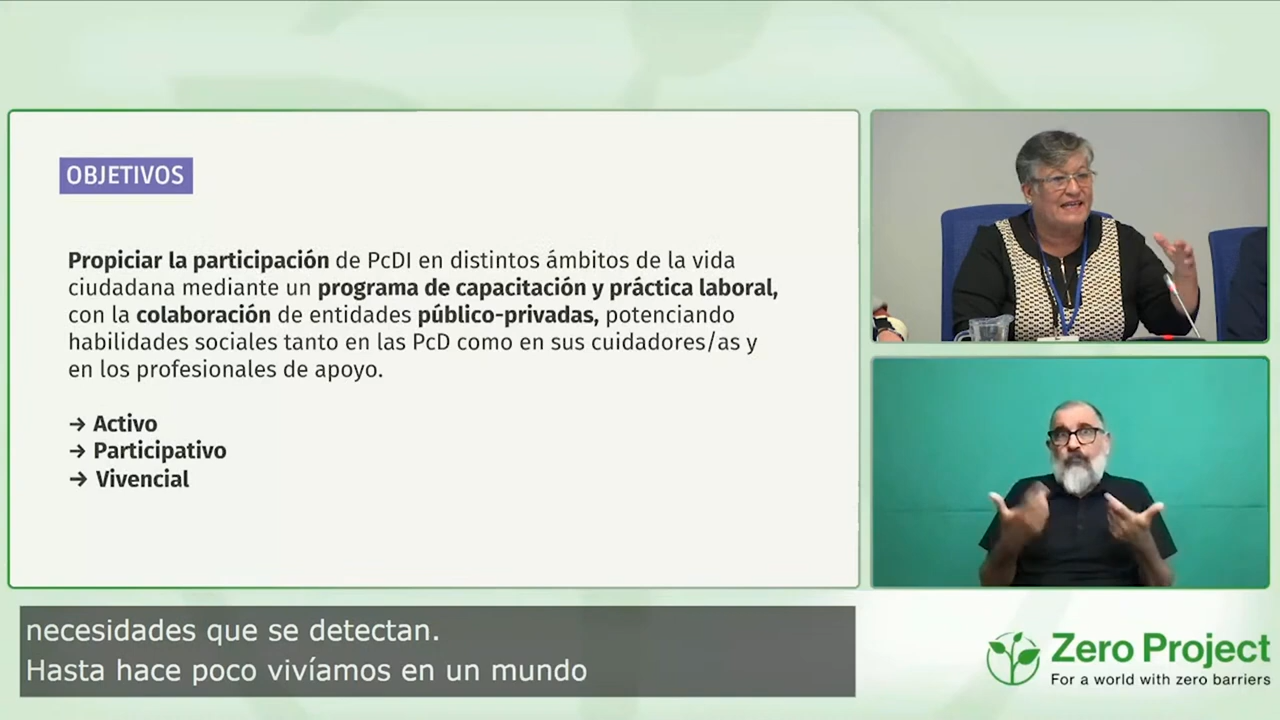 OBJETIVOS
Propiciar la participación de PcDI en distintos ámbitos de la vida
ciudadana mediante un programa de capacitación y práctica laboral,
con la colaboración de entidades público-privadas, potenciando
habilidades sociales tanto en las PcD como en sus cuidadores/as y
en los profesionales de apoyo.
→ Activo
→ Participativo
→ Vivencial
necesidades que se detectan.
Hasta hace poco vivíamos en un mundo
Zero Project
For a world with zero barriers